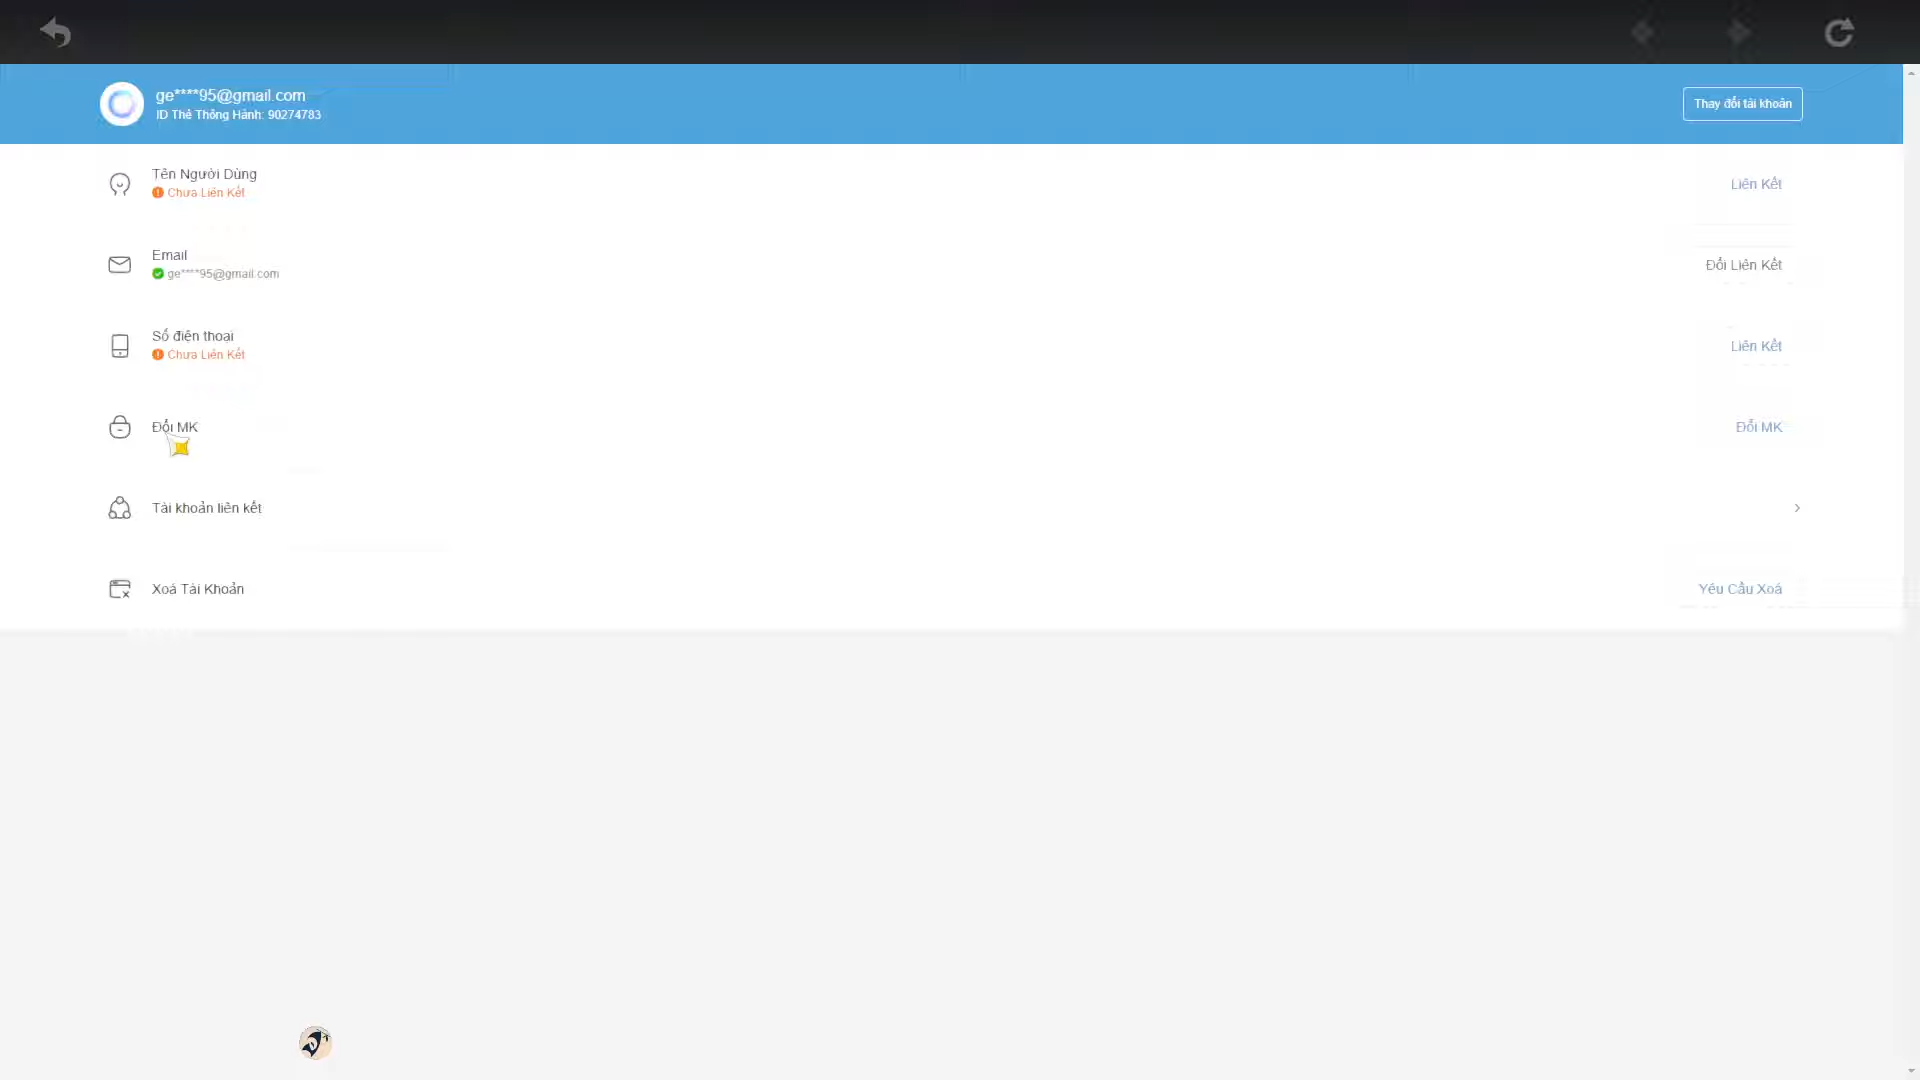 ge****95@gmail.com
ID Thẻ Thông Hành: 90274783
Thay đổi tài khoản
Tên Người Dùng
Chưa Liên Kết
Liên Kết
Email
ge****95@gmail.com
Đổi Liên Kết
Số điện thoại
Chưa Liên Kết
Liên Kết
Đổi MK
Đổi MK
Tài khoản liên kết
Xoá Tài Khoản
Yêu Cầu Xoá